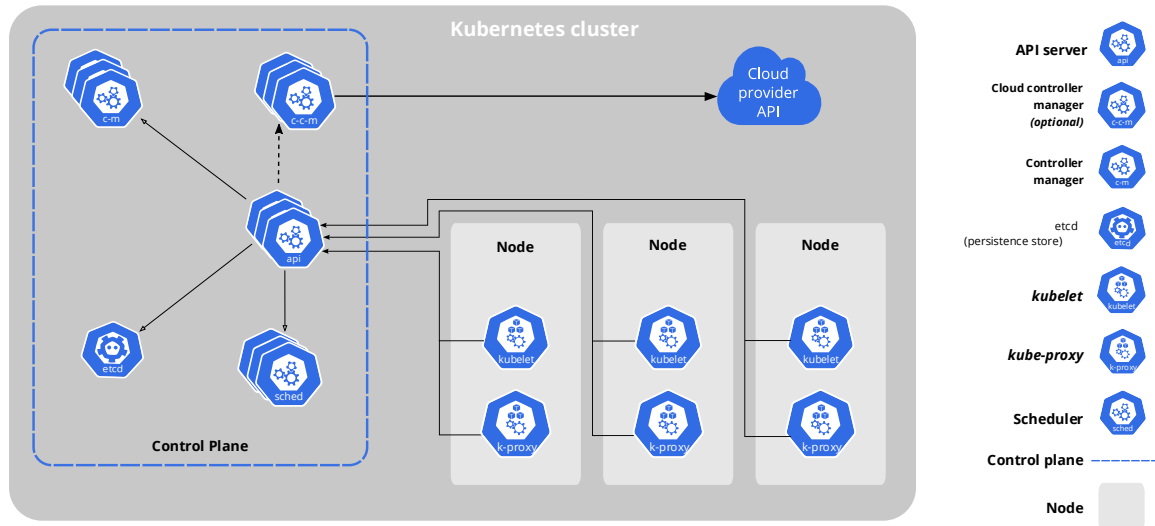 Kubernetes cluster
c-m
c-c-m
Cloud
provider
API
api
etcd
sched
Control Plane
Node
kubelet
k-proxy
Node
kubelet
k-proxy
Node
kubelet
k-proxy
API server
api
Cloud controller
manager
(optional)
c-c-m
Controller
manager
c-m
etcd
(persistence store)
etcd
kubelet
kubelet
kube-proxy
k-proxy
Scheduler
sched
Control plane
Node